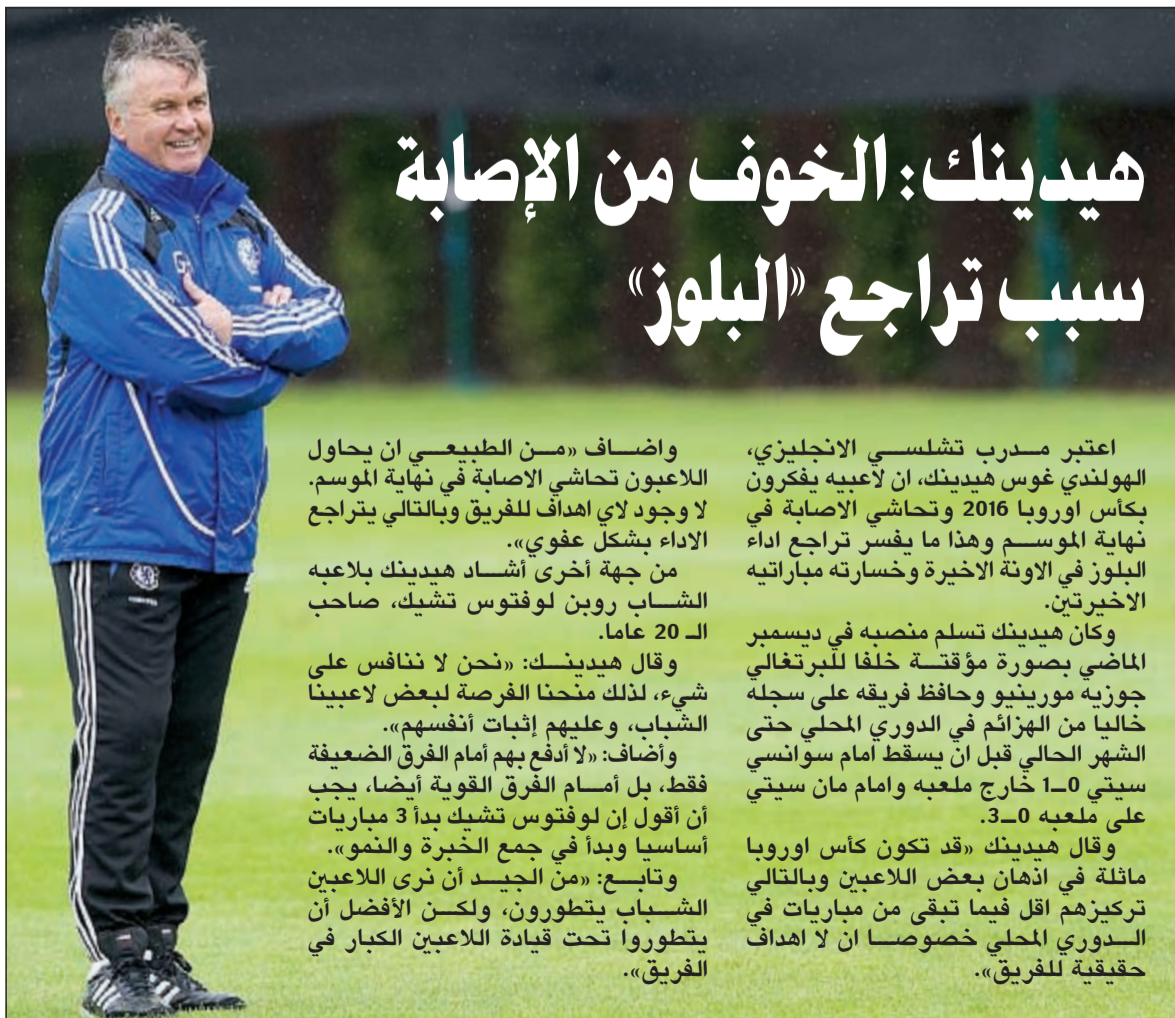 هيدينك: الخوف من الإصابة
سبب تراجع «البلوز»
اعتبر مدرب تشلسي الانجليزي،
الهولندي غوس هيدينك، ان لاعبيه يفكرون
بكأس اوروبا 2016 وتحاشي الاصابة في
نهاية الموسم وهذا ما يفسر تراجع اداء
البلوز في الاونة الاخيرة وخسارته مباراتيه
الاخيرتين.
وكان هيدينك تسلم منصبه في ديسمبر
الماضي بصورة مؤقتة خلفا للبرتغالي
جوزيه مورينيو وحافظ فريقه على سجله
خاليا من الهزائم في الدوري المحلي حتى
الشهر الحالي قبل ان يسقط امام سوانسي
سيتي 0-1 خارج ملعبه وامام مان سيتي
على ملعبه 0-3.
وقال هيدينك «قد تكون كأس اوروبا
ماثلة في اذهان بعض اللاعبين وبالتالي
تركيزهم اقل فيما تبقى من مباريات في
الدوري المحلي خصوصا ان لا اهداف
حقيقية للفريق».
واضاف «من الطبيعي ان يحاول
اللاعبون تحاشي الاصابة في نهاية الموسم.
لا وجود لاي اهداف للفريق وبالتالي يتراجع
الاداء بشكل عفوي».
من جهة أخرى أشاد هيدينك بلاعبه
الشاب روبن لوفتوس تشيك، صاحب
الـ 20 عاما.
وقال هيدينك: «نحن لا ننافس على
شيء، لذلك منحنا الفرصة لبعض لاعبينا
الشباب، وعليهم إثبات أنفسهم».
وأضاف: «لا أدفع بهم أمام الفرق الضعيفة
فقط، بل أمام الفرق القوية أيضا، يجب
أن أقول إن لوفتوس تشيك بدأ 3 مباريات
أساسيا وبدأ في جمع الخبرة والنمو».
وتابع: «من الجيد أن نرى اللاعبين
الشباب يتطورون، ولكن الأفضل أن
يتطوروا تحت قيادة اللاعبين الكبار في
الفريق».